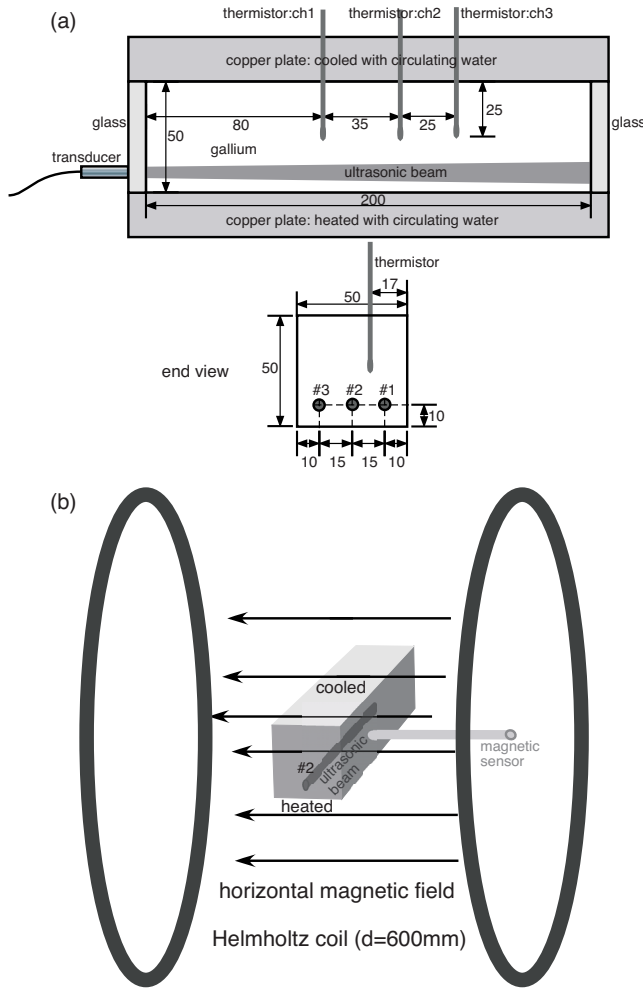 (a)
thermistor:ch1
thermistor:ch2
thermistor:ch3
copper plate: cooled with circulating water
glass
glass
80
35
25
25
50
gallium
transducer
ultrasonic beam
200
copper plate: heated with circulating water
thermistor
17
50
end view
50
#3
#2
#1
10
10
15
15
10
(b)
cooled
#2
ultrasonic
beam
magnetic
sensor
heated
horizontal magnetic field
Helmholtz coil (d=600mm)